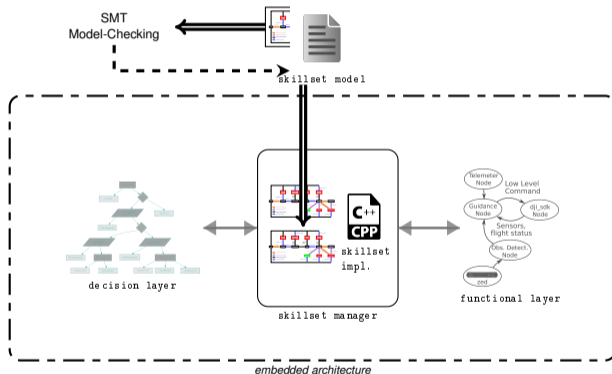 SMT
Model-Checking
skillset model
Telemeter
Node
Low Level
Command
Guidance
Node
dji_sdk
Node
Sensors,
flight status
Obs. Detect.
Node
zed
C++
CPP
skillset
impl.
decision layer
functional layer
skillset manager
embedded architecture